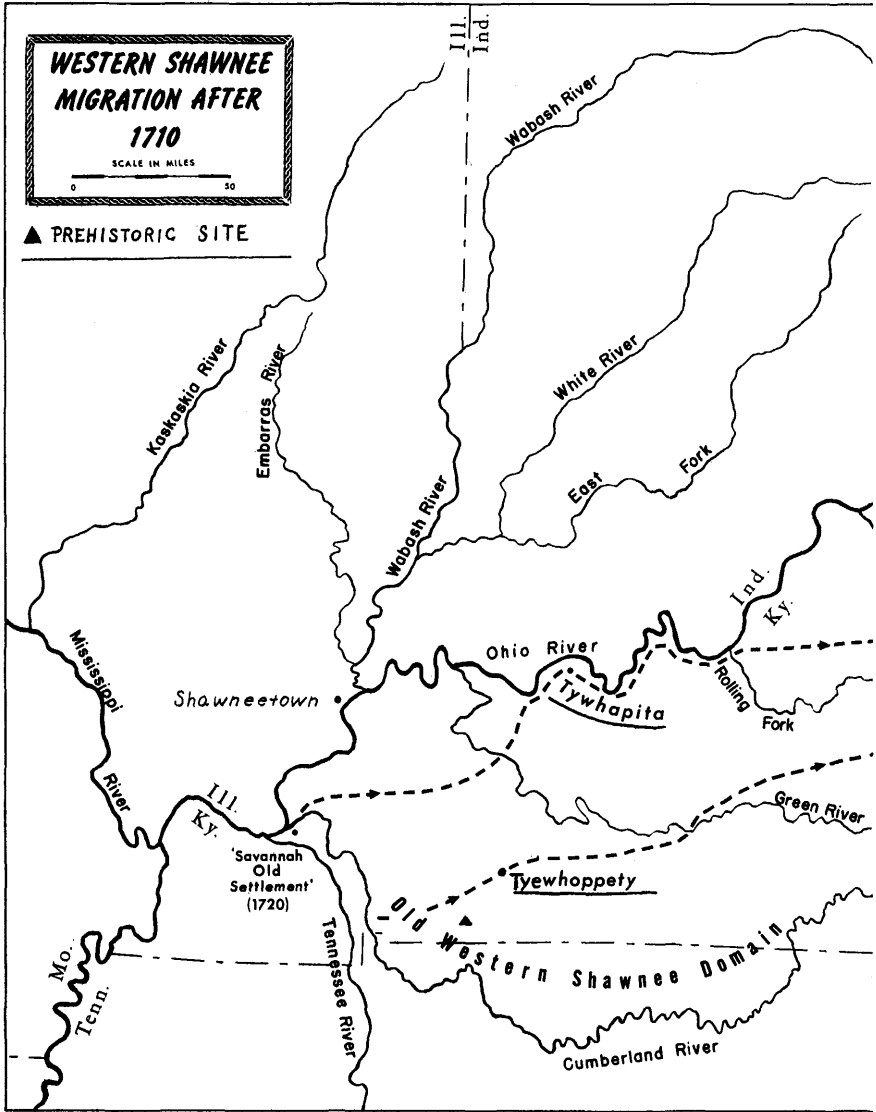 WESTERN SHAWNEE
MIGRATION AFTER
1710
SCALE IN MILES
0 50
▲ PREHISTORIC SITE
Ill.
Ind.
Wabash River
White River
East Fork
Kaskaskia River
Embarras River
Wabash River
Ind.
Ky.
Mississippi River
Ohio River
Shawneetown
Tywhapita
Rolling Fork
Ill.
Ky.
Green River
'Savannah
Old
Settlement'
(1720)
Tyewhoppety
Old Western Shawnee Domain
Tennessee River
Mo.
Tenn.
Cumberland River